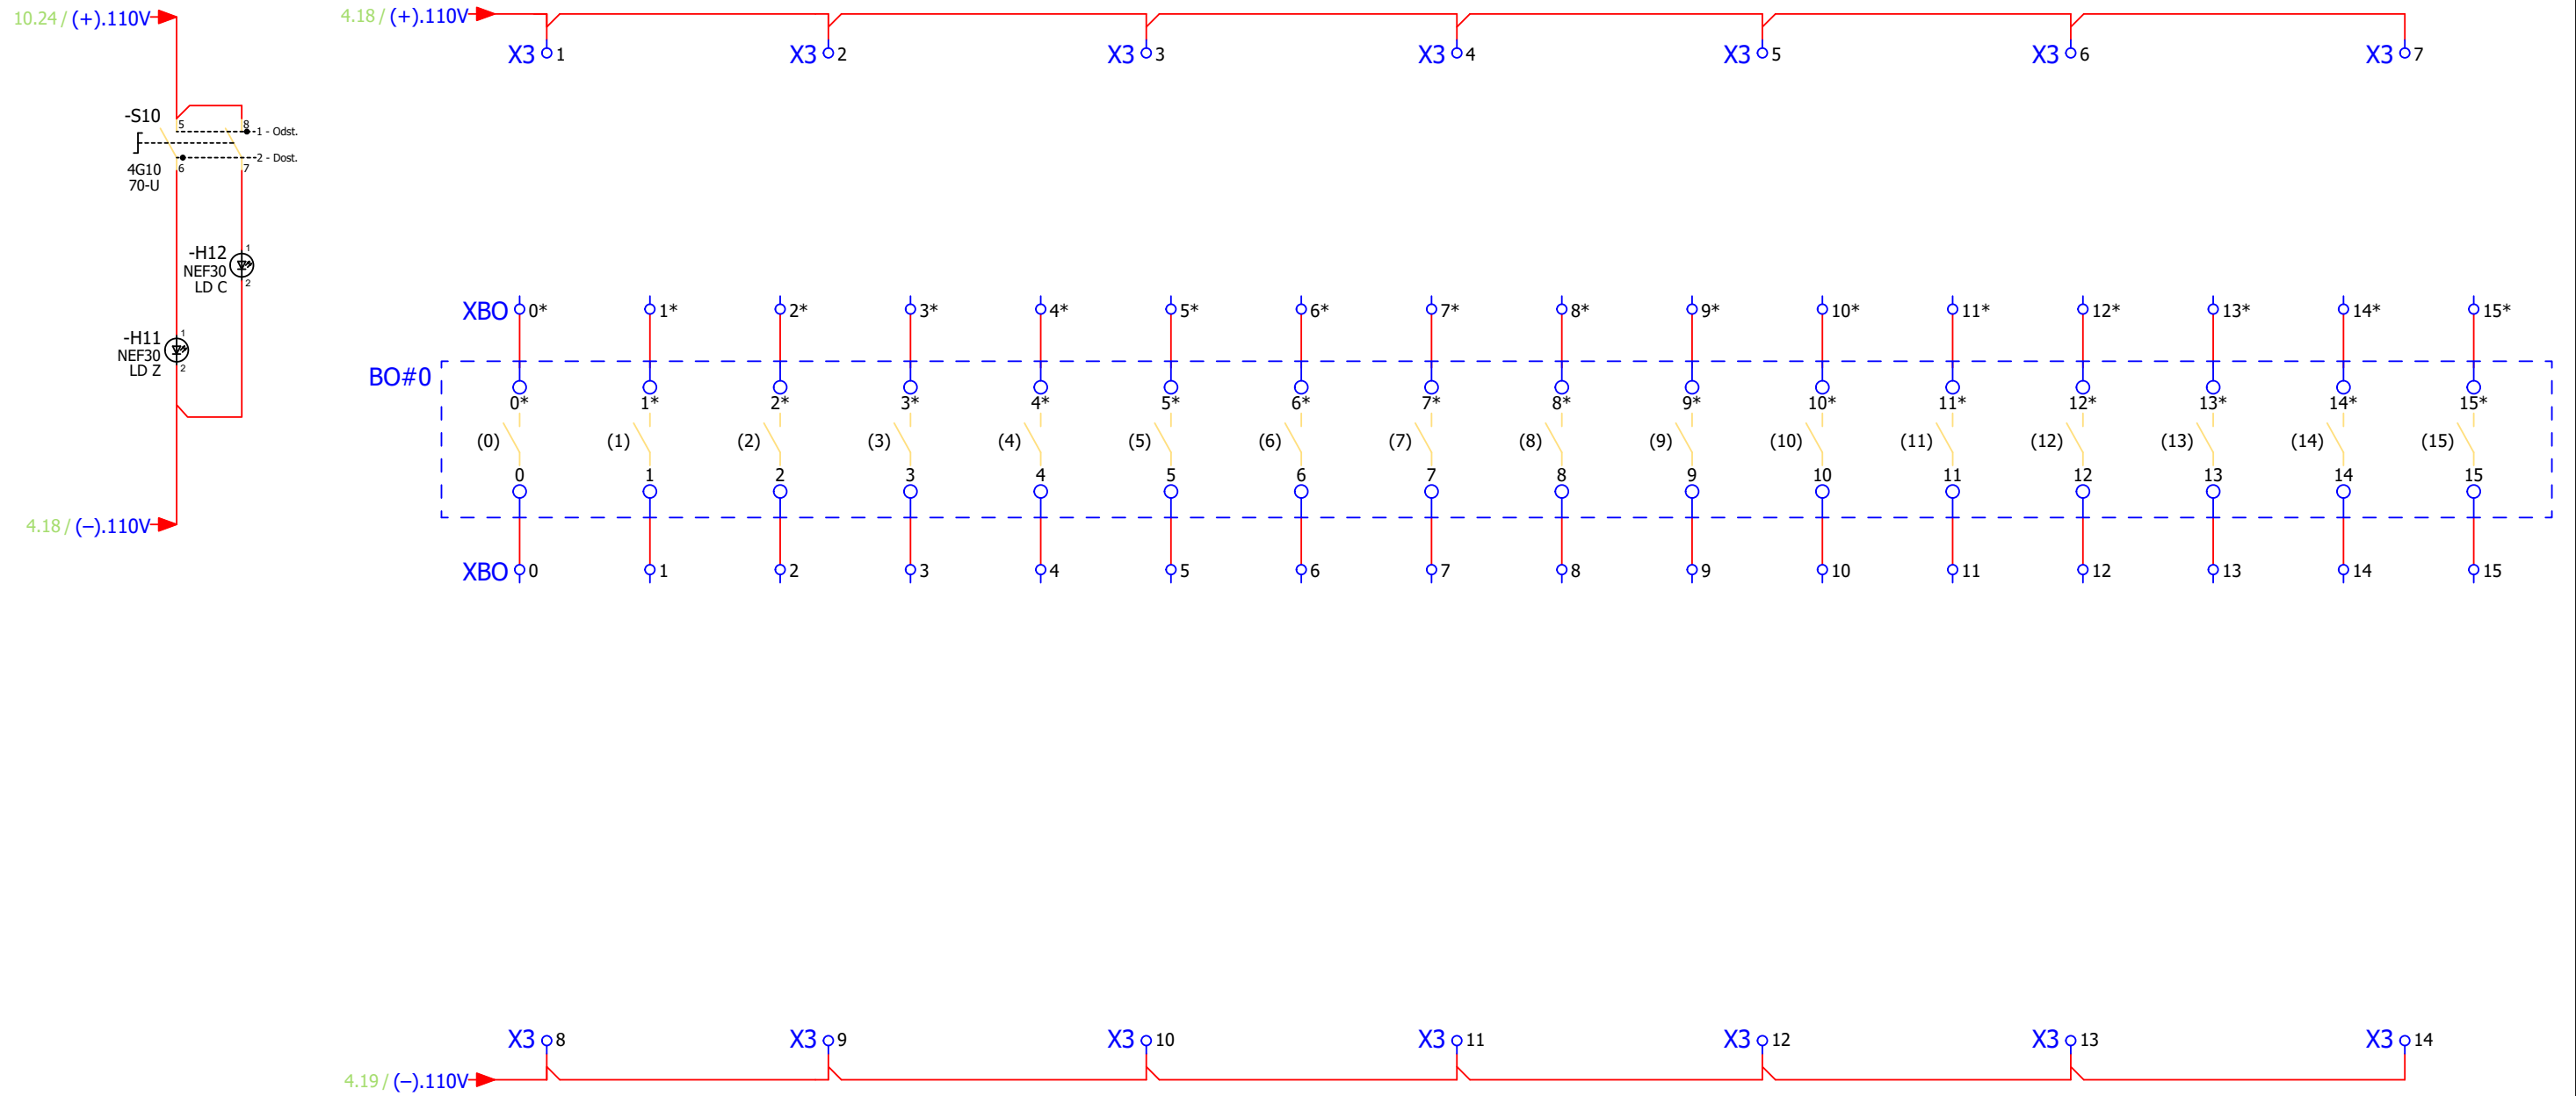 10.24 / (+).110V
4.18 / (+).110V
X3 1 X3 2 X3 3 X3 4 X3 5 X3 6 X3 7
-S10
5 8 1 - Odst.
2 - Dost.
4G10 6 7
70-U
-H12 1
NEF30
LD C 2
-H11 1
NEF30
LD Z 2
4.18 / (−).110V
XBO 0* 1* 2* 3* 4* 5* 6* 7* 8* 9* 10* 11* 12* 13* 14* 15*
BO#0
0* 1* 2* 3* 4* 5* 6* 7* 8* 9* 10* 11* 12* 13* 14* 15*
(0) (1) (2) (3) (4) (5) (6) (7) (8) (9) (10) (11) (12) (13) (14) (15)
0 1 2 3 4 5 6 7 8 9 10 11 12 13 14 15
XBO 0 1 2 3 4 5 6 7 8 9 10 11 12 13 14 15
X3 8 X3 9 X3 10 X3 11 X3 12 X3 13 X3 14
4.19 / (−).110V